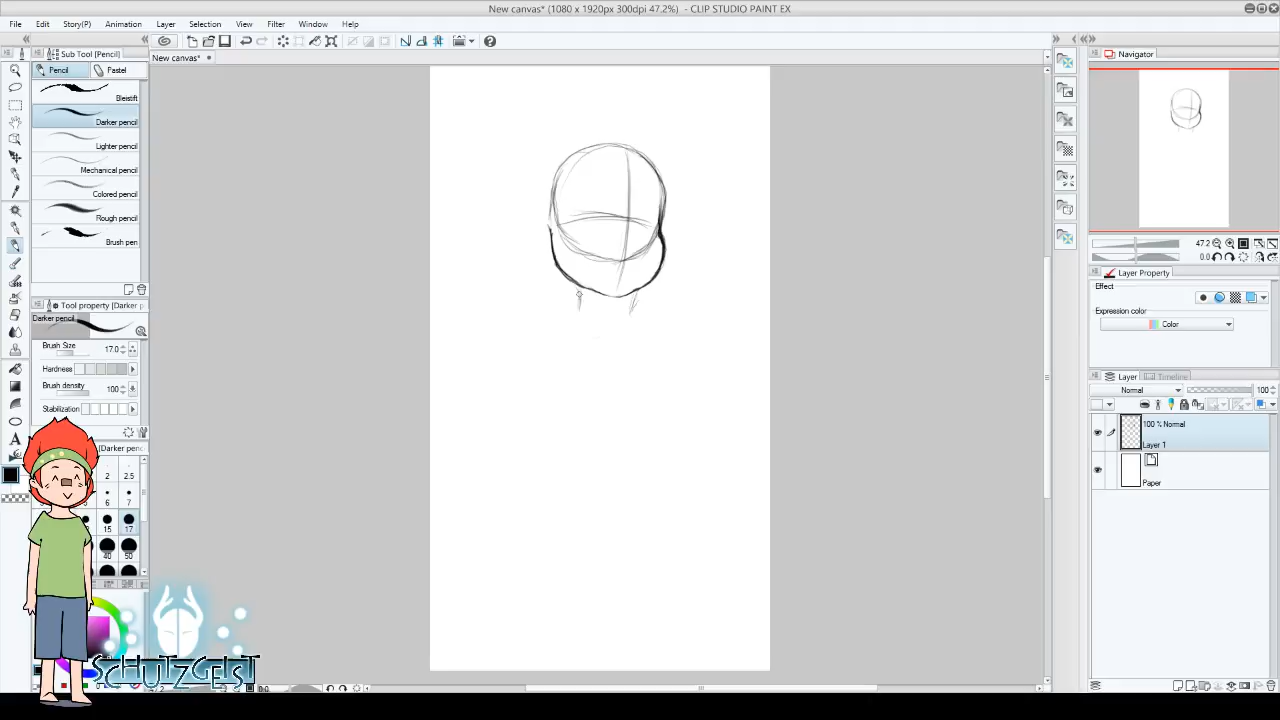 New canvas* (1080 x 1920px 300dpi 47.2%) - CLIP STUDIO PAINT EX
File Edit Story(P) Animation Layer Selection View Filter Window Help
Sub Tool [Pencil]
New canvas*
Navigator
Pencil Pastel
Bleistift
Darker pencil
Lighter pencil
Mechanical pencil
Colored pencil
Rough pencil
Brush pen
47.2
0.0
Layer Property
Effect
Expression color
Color
Tool property [Darker p
Darker pencil
Brush Size 17.0
Hardness
Brush density 100
Stabilization
Layer Timeline
Normal 100
100 % Normal
Layer 1
Paper
[Darker penc
2 2.5
6 7
15 17
40 50
A
SCHUTZGEIST
0.0